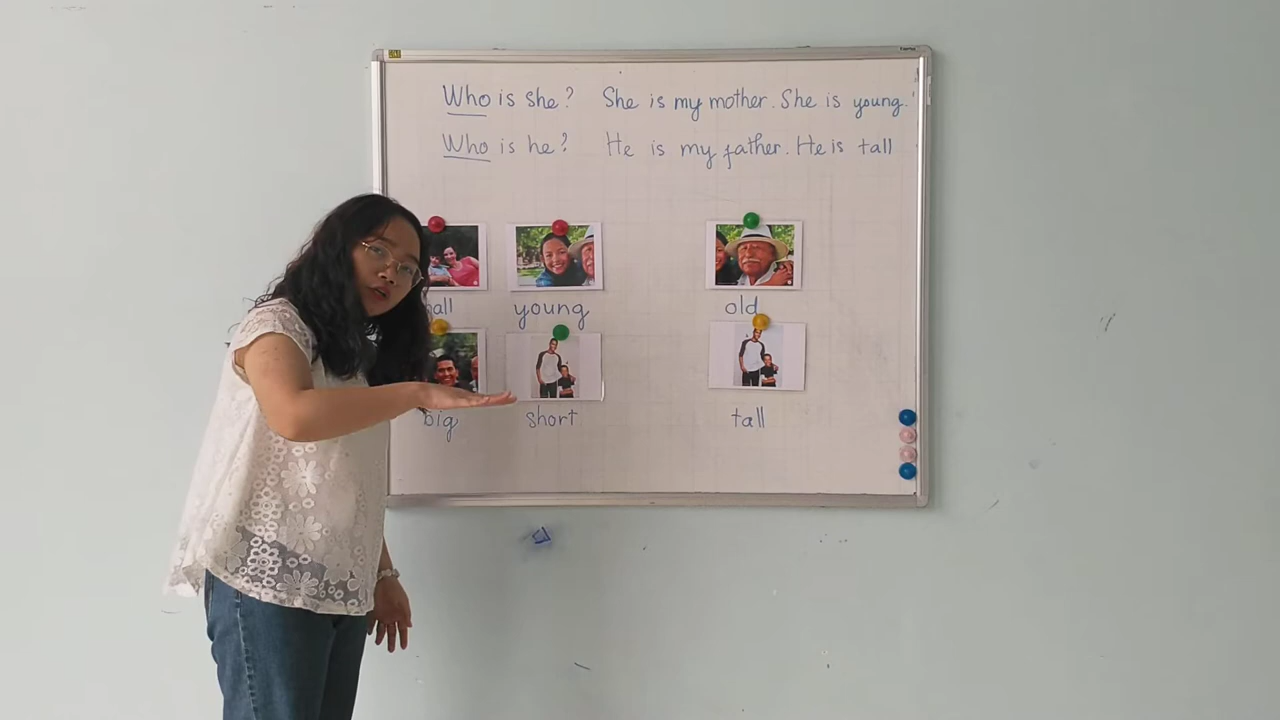 Who is she? She is my mother. She is young.
Who is he? He is my father. He is tall
young old
big short tall